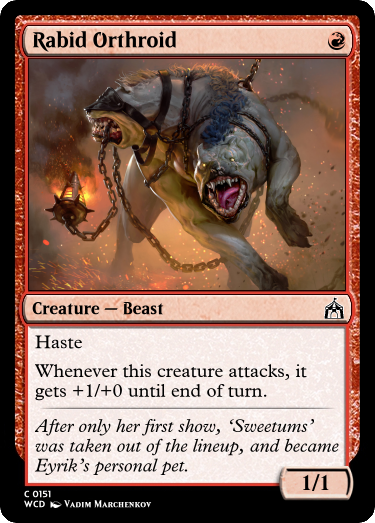 Rabid Orthroid
Creature — Beast
Haste
Whenever this creature attacks, it
gets +1/+0 until end of turn.
After only her first show, ‘Sweetums’
was taken out of the lineup, and became
Eyrik's personal pet.
1/1
C 0151
WCD Vadim Marchenkov